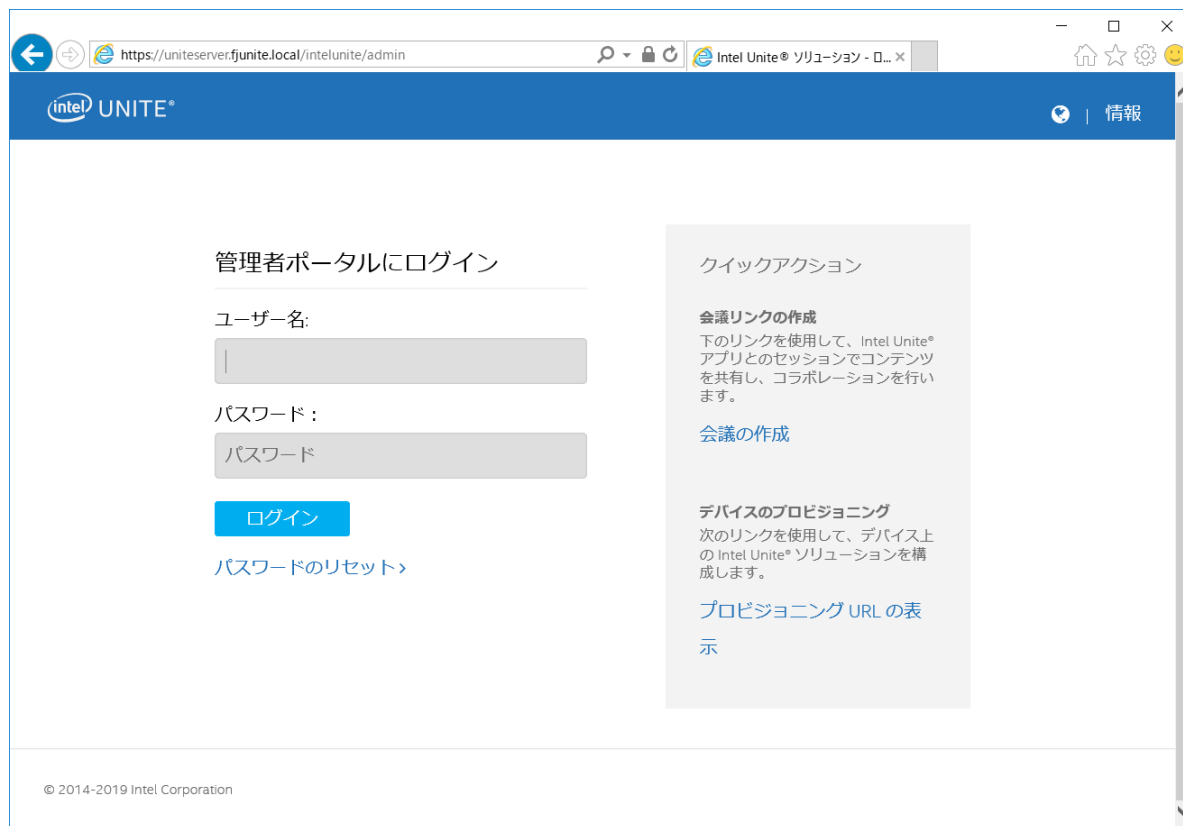 https://uniteserver.fjunite.local/intelunite/admin
Intel Unite® ソリューション - ロ...
intel UNITE®
情報
管理者ポータルにログイン
ユーザー名:
パスワード：
パスワード
ログイン
パスワードのリセット
クイックアクション
会議リンクの作成
下のリンクを使用して、Intel Unite®
アプリとのセッションでコンテンツ
を共有し、コラボレーションを行い
ます。
会議の作成
デバイスのプロビジョニング
次のリンクを使用して、デバイス上
の Intel Unite® ソリューションを構
成します。
プロビジョニング URL の表
示
© 2014-2019 Intel Corporation